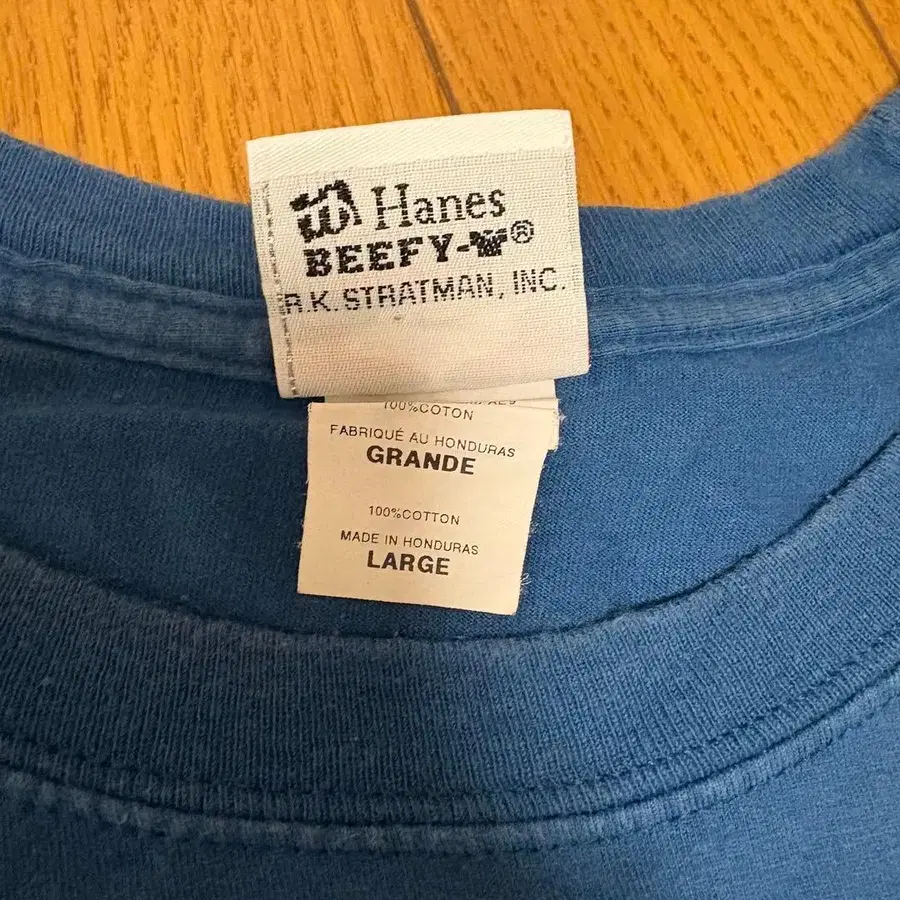 Hanes
BEEFY-®
R.K. STRATMAN, INC.
100%COTON
FABRIQUÉ AU HONDURAS
GRANDE
100%COTTON
MADE IN HONDURAS
LARGE